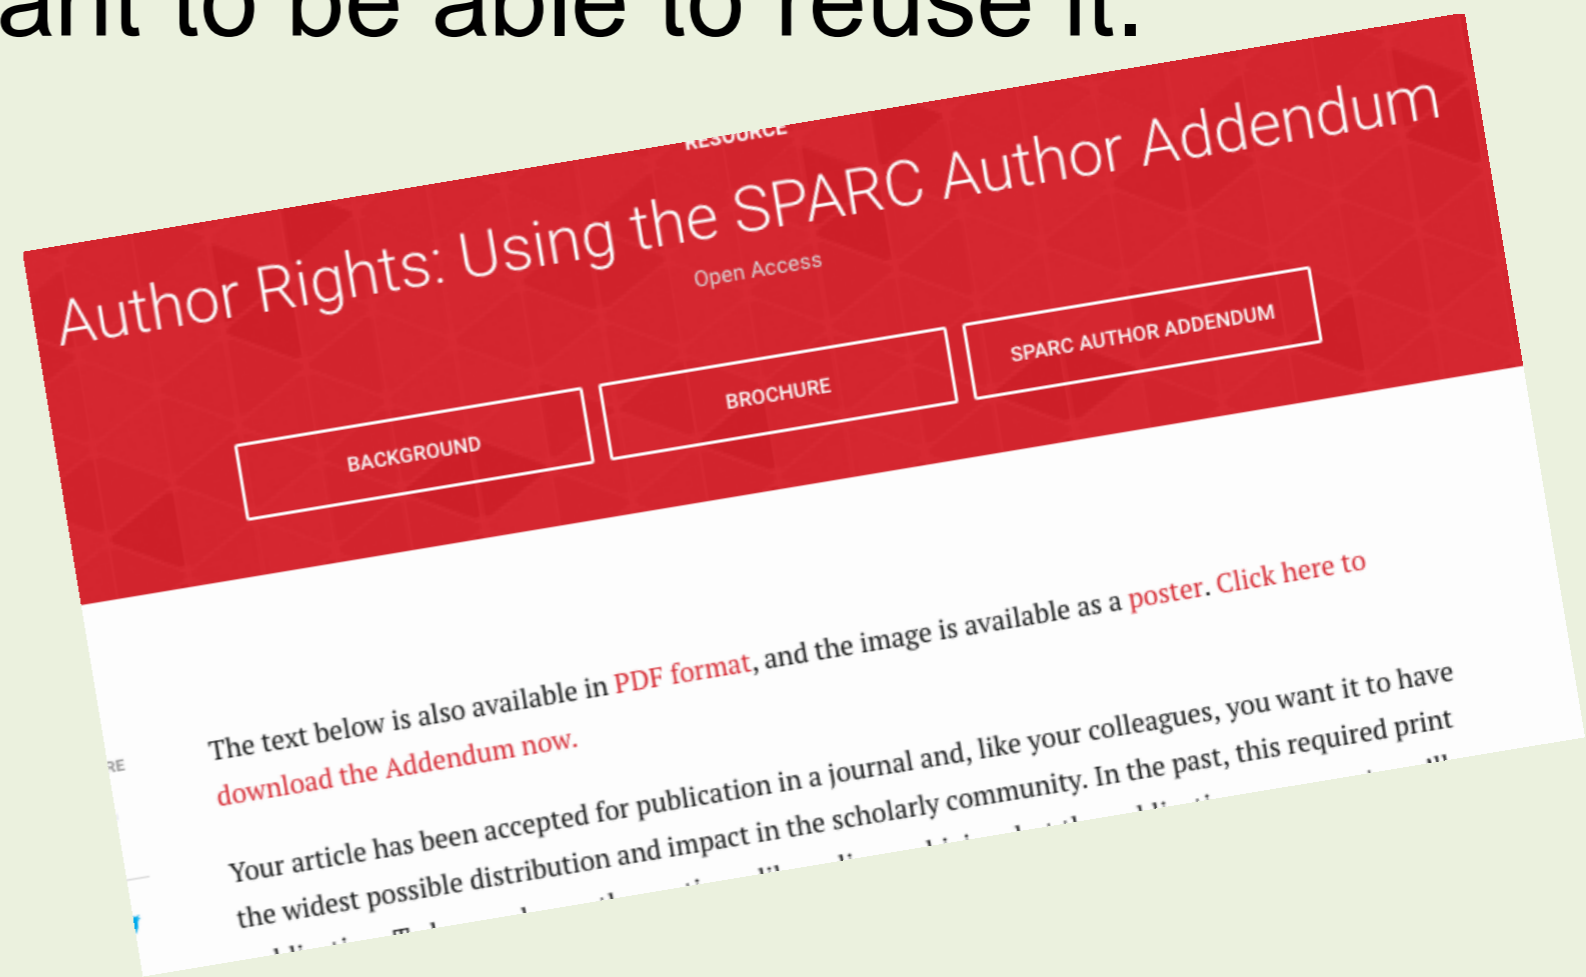 ant to be able to reuse it.
RESOURCE
Author Rights: Using the SPARC Author Addendum
Open Access
BACKGROUND
BROCHURE
SPARC AUTHOR ADDENDUM
The text below is also available in PDF format, and the image is available as a poster. Click here to
download the Addendum now.
RE
Your article has been accepted for publication in a journal and, like your colleagues, you want it to have
the widest possible distribution and impact in the scholarly community. In the past, this required print